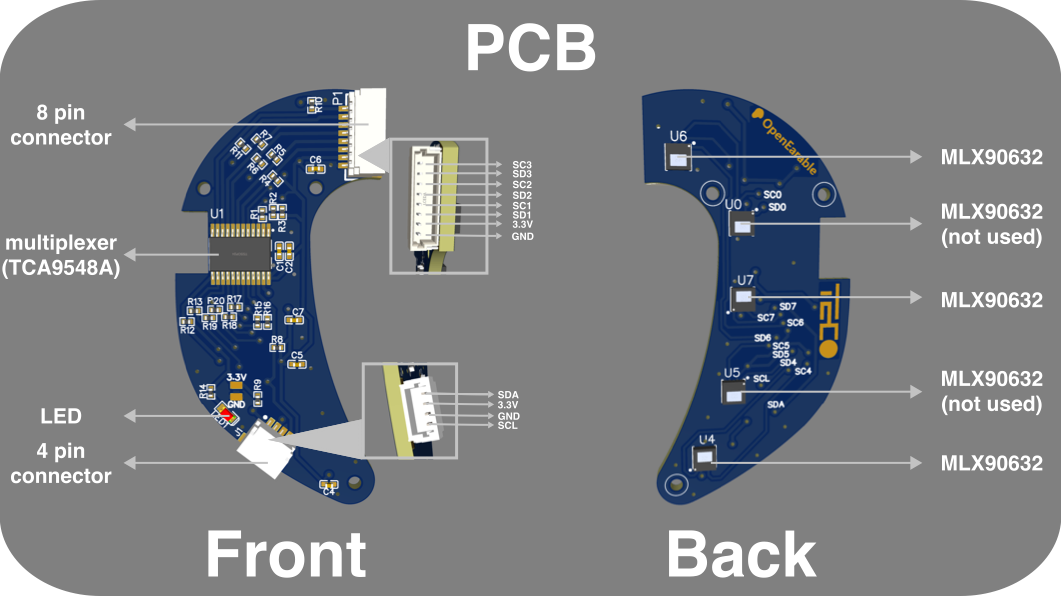 PCB
8 pin
connector
multiplexer
(TCA9548A)
LED
4 pin
connector
R10
P1
R7
R11
R5
C6
R4
U1
R1
R2
R3
C1
C2
R13
P20
R17
R12
R19
R18
R15
R16
C7
R8
C5
R14
3.3V
GND
R9
J1
C4
SC3
SD3
SC2
SD2
SC1
SD1
3.3V
GND
SDA
3.3V
GND
SCL
Front
OpenEarable
U6
U0
SC0
SD0
U7
SD7
SC7
SC6
SD6
SC5
SD5
SD4
SC4
U5
SCL
SDA
U4
TECO
MLX90632
MLX90632
(not used)
MLX90632
MLX90632
(not used)
MLX90632
Back